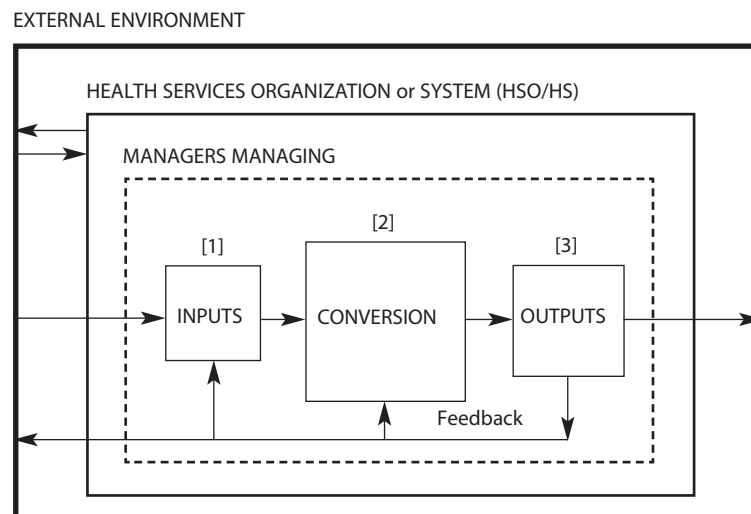 EXTERNAL ENVIRONMENT
HEALTH SERVICES ORGANIZATION or SYSTEM (HSO/HS)
MANAGERS MANAGING
[1]
[2]
[3]
INPUTS
CONVERSION
OUTPUTS
Feedback